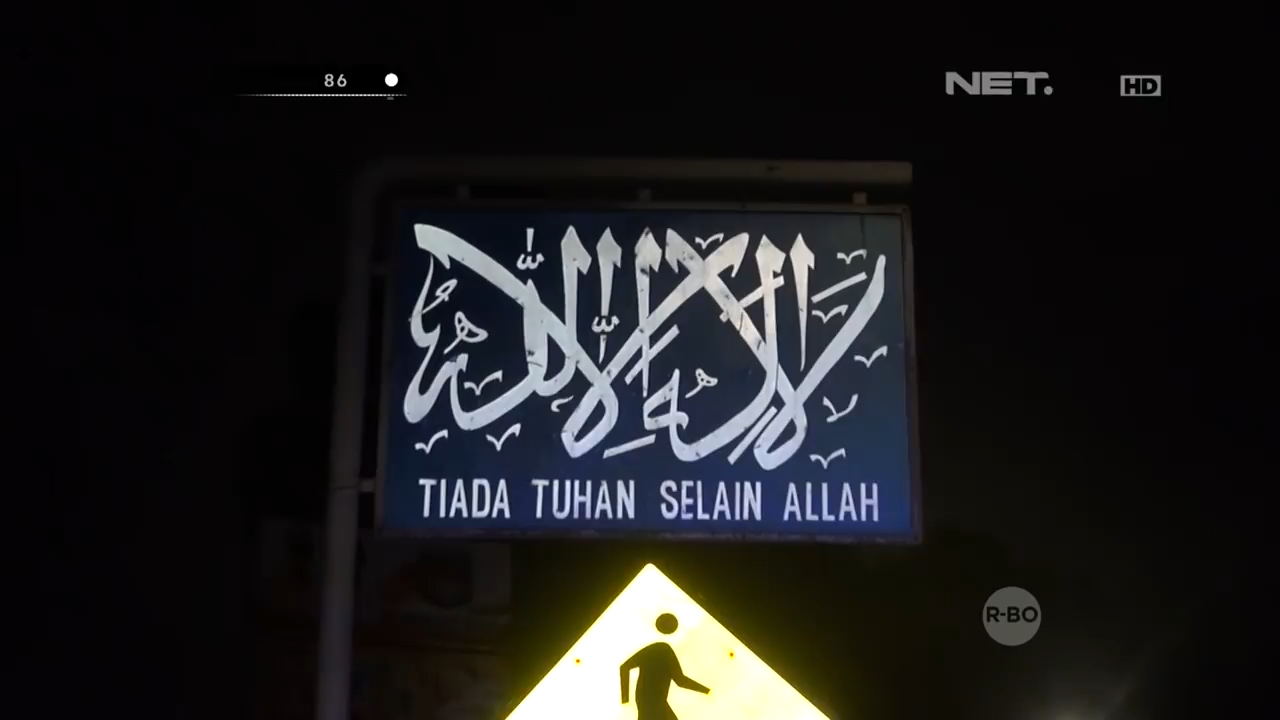 86
NET.
HD
لا إله إلا الله
TIADA TUHAN SELAIN ALLAH
R-BO